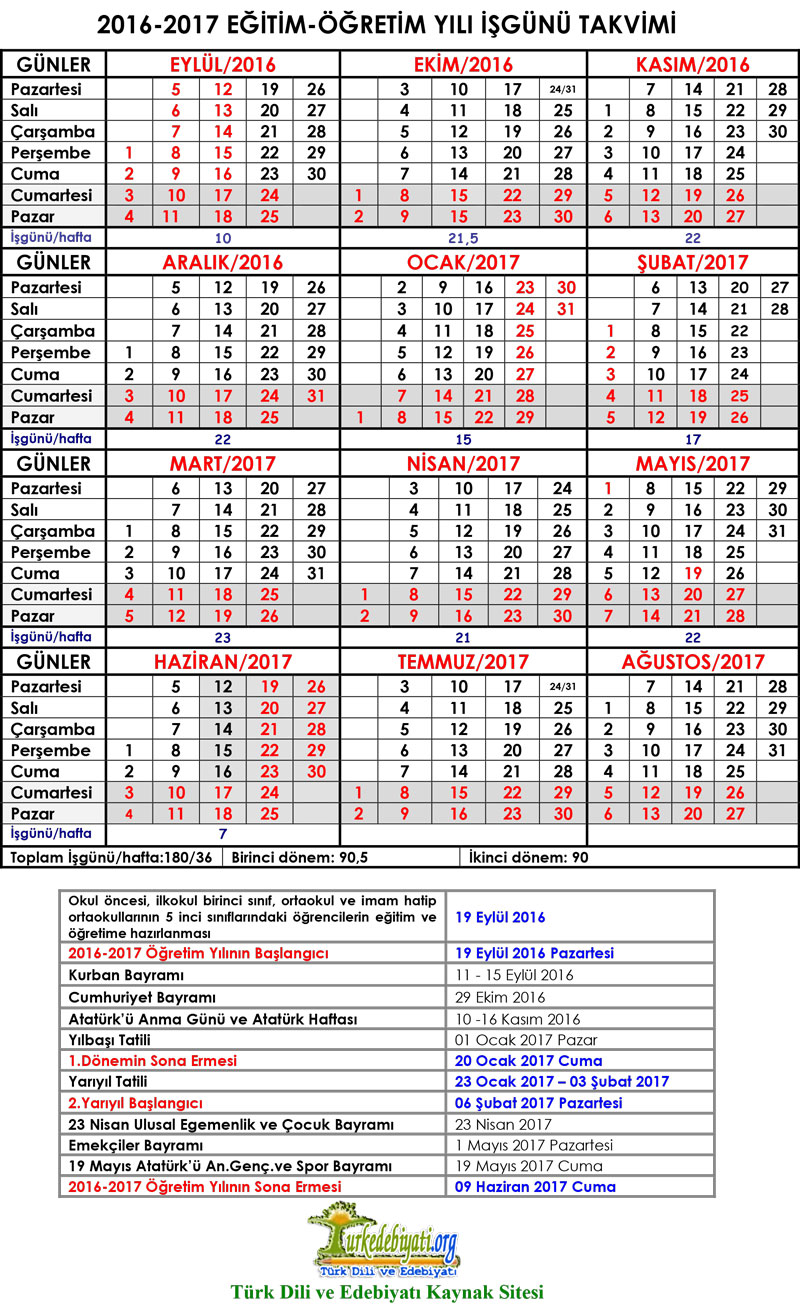 2016-2017 EĞİTİM-ÖĞRETİM YILI İŞGÜNÜ TAKVİMİ
GÜNLER EYLÜL/2016 EKİM/2016 KASIM/2016
Pazartesi 5 12 19 26 3 10 17 24/31 7 14 21 28
Salı 6 13 20 27 4 11 18 25 1 8 15 22 29
Çarşamba 7 14 21 28 5 12 19 26 2 9 16 23 30
Perşembe 1 8 15 22 29 6 13 20 27 3 10 17 24
Cuma 2 9 16 23 30 7 14 21 28 4 11 18 25
Cumartesi 3 10 17 24 1 8 15 22 29 5 12 19 26
Pazar 4 11 18 25 2 9 15 23 30 6 13 20 27
İşgünü/hafta 10 21,5 22
GÜNLER ARALIK/2016 OCAK/2017 ŞUBAT/2017
Pazartesi 5 12 19 26 2 9 16 23 30 6 13 20 27
Salı 6 13 20 27 3 10 17 24 31 7 14 21 28
Çarşamba 7 14 21 28 4 11 18 25 1 8 15 22
Perşembe 1 8 15 22 29 5 12 19 26 2 9 16 23
Cuma 2 9 16 23 30 6 13 20 27 3 10 17 24
Cumartesi 3 10 17 24 31 7 14 21 28 4 11 18 25
Pazar 4 11 18 25 1 8 15 22 29 5 12 19 26
İşgünü/hafta 22 15 17
GÜNLER MART/2017 NİSAN/2017 MAYIS/2017
Pazartesi 6 13 20 27 3 10 17 24 1 8 15 22 29
Salı 7 14 21 28 4 11 18 25 2 9 16 23 30
Çarşamba 1 8 15 22 29 5 12 19 26 3 10 17 24 31
Perşembe 2 9 16 23 30 6 13 20 27 4 11 18 25
Cuma 3 10 17 24 31 7 14 21 28 5 12 19 26
Cumartesi 4 11 18 25 1 8 15 22 29 6 13 20 27
Pazar 5 12 19 26 2 9 16 23 30 7 14 21 28
İşgünü/hafta 23 21 22
GÜNLER HAZİRAN/2017 TEMMUZ/2017 AĞUSTOS/2017
Pazartesi 5 12 19 26 3 10 17 24/31 7 14 21 28
Salı 6 13 20 27 4 11 18 25 1 8 15 22 29
Çarşamba 7 14 21 28 5 12 19 26 2 9 16 23 30
Perşembe 1 8 15 22 29 6 13 20 27 3 10 17 24 31
Cuma 2 9 16 23 30 7 14 21 28 4 11 18 25
Cumartesi 3 10 17 24 1 8 15 22 29 5 12 19 26
Pazar 4 11 18 25 2 9 16 23 30 6 13 20 27
İşgünü/hafta 7
Toplam İşgünü/hafta:180/36 Birinci dönem: 90,5 İkinci dönem: 90
Okul öncesi, ilkokul birinci sınıf, ortaokul ve imam hatip
ortaokullarının 5 inci sınıflarındaki öğrencilerin eğitim ve 19 Eylül 2016
öğretime hazırlanması
2016-2017 Öğretim Yılının Başlangıcı 19 Eylül 2016 Pazartesi
Kurban Bayramı 11 - 15 Eylül 2016
Cumhuriyet Bayramı 29 Ekim 2016
Atatürk'ü Anma Günü ve Atatürk Haftası 10 -16 Kasım 2016
Yılbaşı Tatili 01 Ocak 2017 Pazar
1.Dönemin Sona Ermesi 20 Ocak 2017 Cuma
Yarıyıl Tatili 23 Ocak 2017 – 03 Şubat 2017
2.Yarıyıl Başlangıcı 06 Şubat 2017 Pazartesi
23 Nisan Ulusal Egemenlik ve Çocuk Bayramı 23 Nisan 2017
Emekçiler Bayramı 1 Mayıs 2017 Pazartesi
19 Mayıs Atatürk'ü An.Genç.ve Spor Bayramı 19 Mayıs 2017 Cuma
2016-2017 Öğretim Yılının Sona Ermesi 09 Haziran 2017 Cuma
Turkedebiyati.org
Türk Dili ve Edebiyatı
Türk Dili ve Edebiyatı Kaynak Sitesi